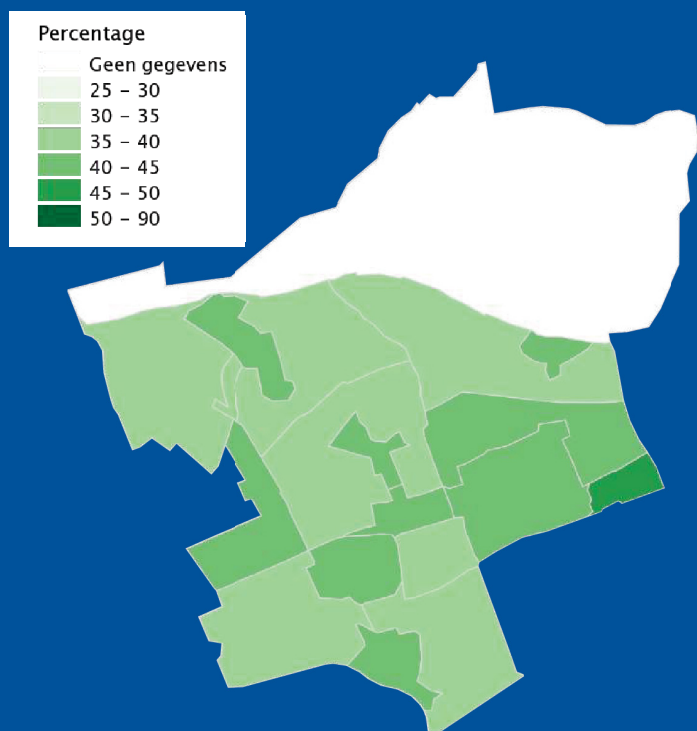 Percentage
Geen gegevens
25 – 30
30 – 35
35 – 40
40 – 45
45 – 50
50 – 90